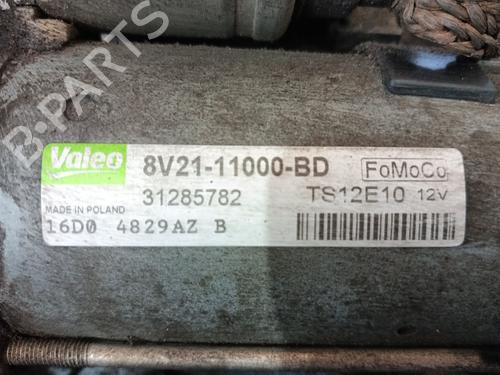 B-PARTS
Valeo
8V21-11000-BD
FoMoCo
31285782
TS12E10 12V
MADE IN POLAND
16D0 4829AZ B